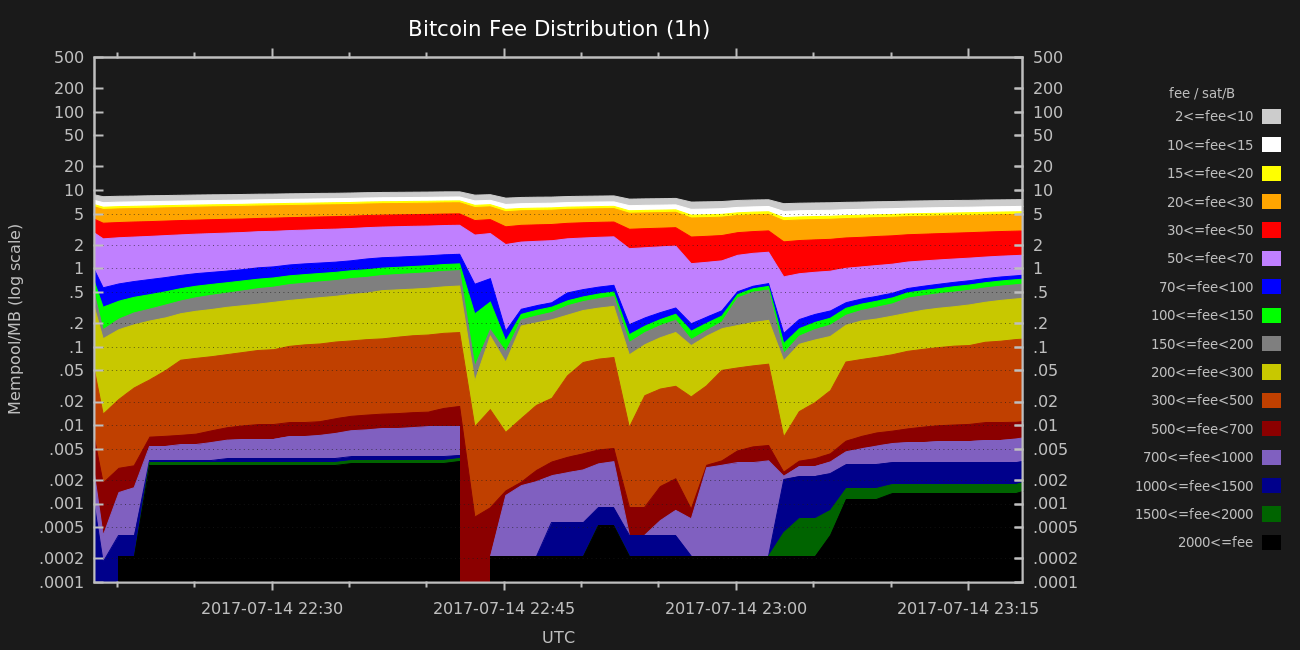 Bitcoin Fee Distribution (1h)
Mempool/MB (log scale)
500
200
100
50
20
10
5
2
1
.5
.2
.1
.05
.02
.01
.005
.002
.001
.0005
.0002
.0001
500
200
100
50
20
10
5
2
1
.5
.2
.1
.05
.02
.01
.005
.002
.001
.0005
.0002
.0001
2017-07-14 22:30
2017-07-14 22:45
2017-07-14 23:00
2017-07-14 23:15
UTC
fee / sat/B
2<=fee<10
10<=fee<15
15<=fee<20
20<=fee<30
30<=fee<50
50<=fee<70
70<=fee<100
100<=fee<150
150<=fee<200
200<=fee<300
300<=fee<500
500<=fee<700
700<=fee<1000
1000<=fee<1500
1500<=fee<2000
2000<=fee